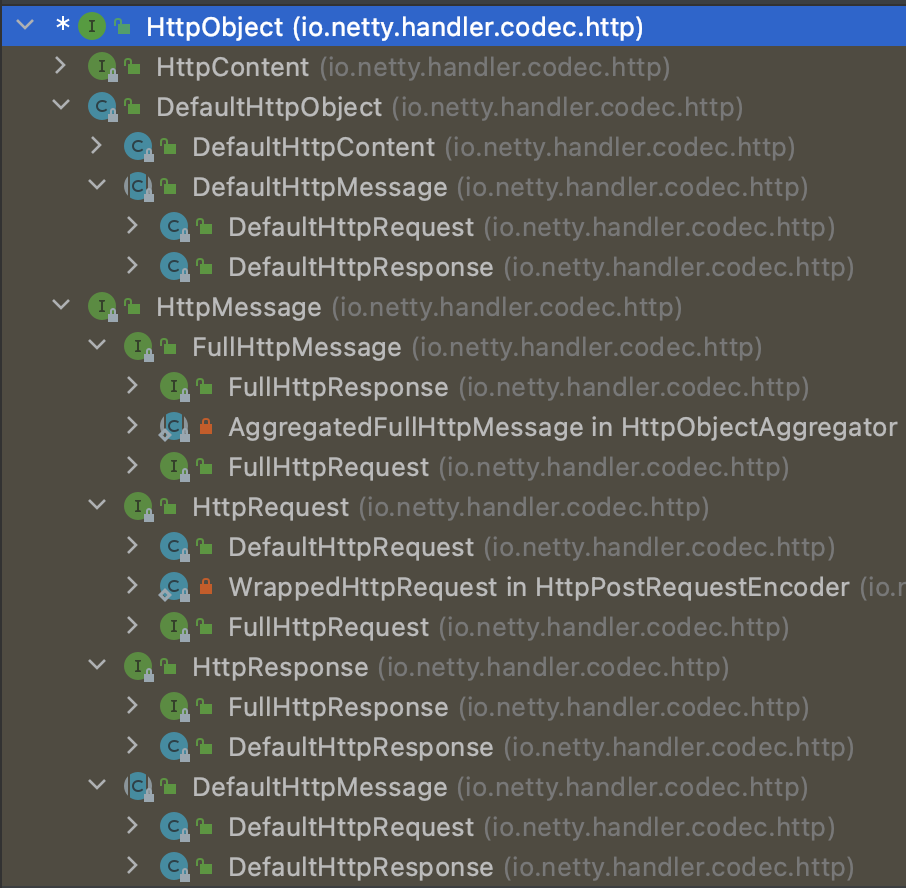 * I HttpObject (io.netty.handler.codec.http)
I HttpContent (io.netty.handler.codec.http)
C DefaultHttpObject (io.netty.handler.codec.http)
C DefaultHttpContent (io.netty.handler.codec.http)
C DefaultHttpMessage (io.netty.handler.codec.http)
C DefaultHttpRequest (io.netty.handler.codec.http)
C DefaultHttpResponse (io.netty.handler.codec.http)
I HttpMessage (io.netty.handler.codec.http)
I FullHttpMessage (io.netty.handler.codec.http)
I FullHttpResponse (io.netty.handler.codec.http)
C AggregatedFullHttpMessage in HttpObjectAggregator
I FullHttpRequest (io.netty.handler.codec.http)
I HttpRequest (io.netty.handler.codec.http)
C DefaultHttpRequest (io.netty.handler.codec.http)
C WrappedHttpRequest in HttpPostRequestEncoder (io.
I FullHttpRequest (io.netty.handler.codec.http)
I HttpResponse (io.netty.handler.codec.http)
I FullHttpResponse (io.netty.handler.codec.http)
C DefaultHttpResponse (io.netty.handler.codec.http)
C DefaultHttpMessage (io.netty.handler.codec.http)
C DefaultHttpRequest (io.netty.handler.codec.http)
C DefaultHttpResponse (io.netty.handler.codec.http)